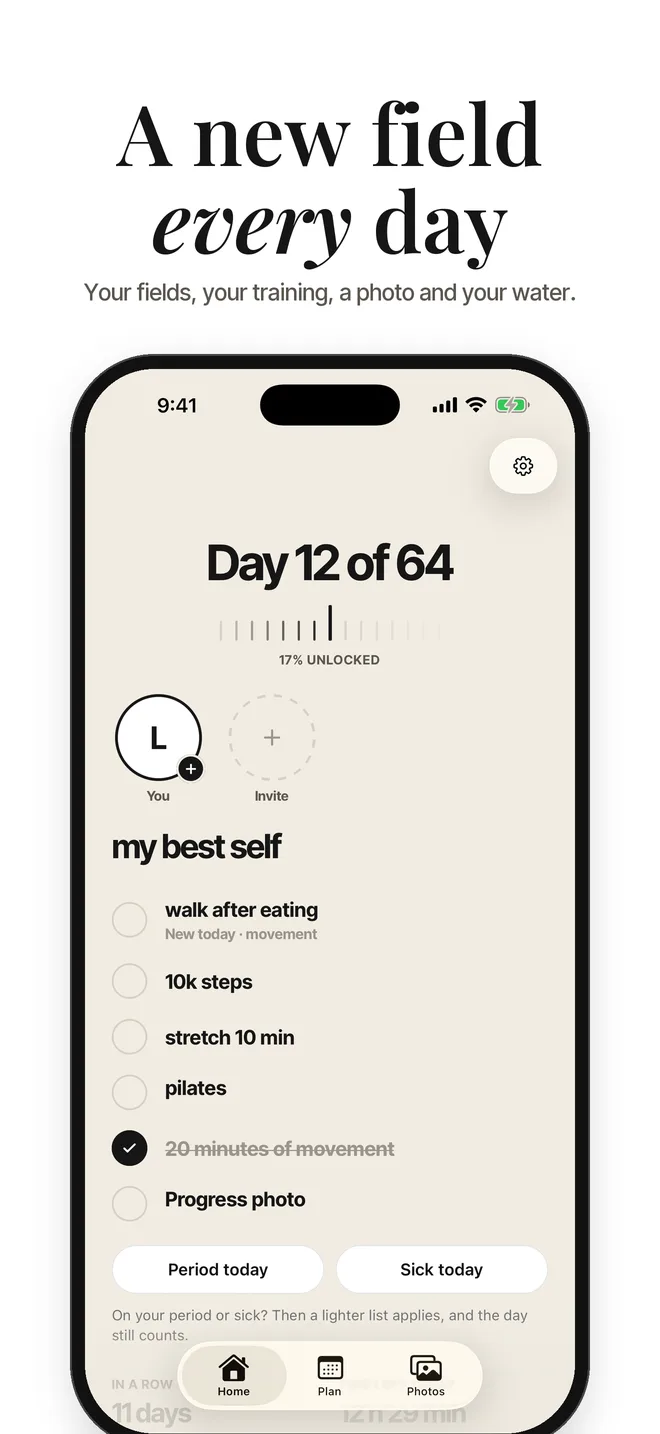 A new field
every day
Your fields, your training, a photo and your water.
9:41
Day 12 of 64
17% UNLOCKED
L
You
Invite
my best self
walk after eating
New today · movement
10k steps
stretch 10 min
pilates
20 minutes of movement
Progress photo
Period today
Sick today
On your period or sick? Then a lighter list applies, and the day
still counts.
Home
Plan
Photos
IN A ROW
11 days
12h 29 min